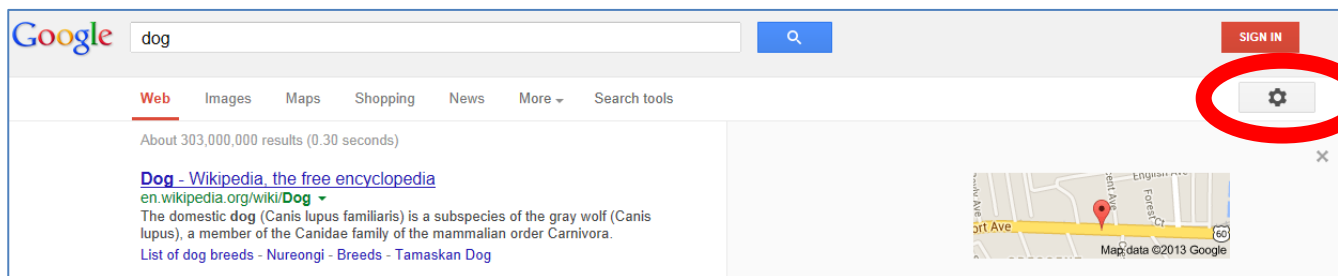 Google dog SIGN IN
Web Images Maps Shopping News More Search tools
About 303,000,000 results (0.30 seconds)
Dog - Wikipedia, the free encyclopedia
en.wikipedia.org/wiki/Dog
The domestic dog (Canis lupus familiaris) is a subspecies of the gray wolf (Canis
lupus), a member of the Canidae family of the mammalian order Carnivora.
List of dog breeds - Nureongi - Breeds - Tamaskan Dog
English Ave
Forest Ct
60
Map data ©2013 Google